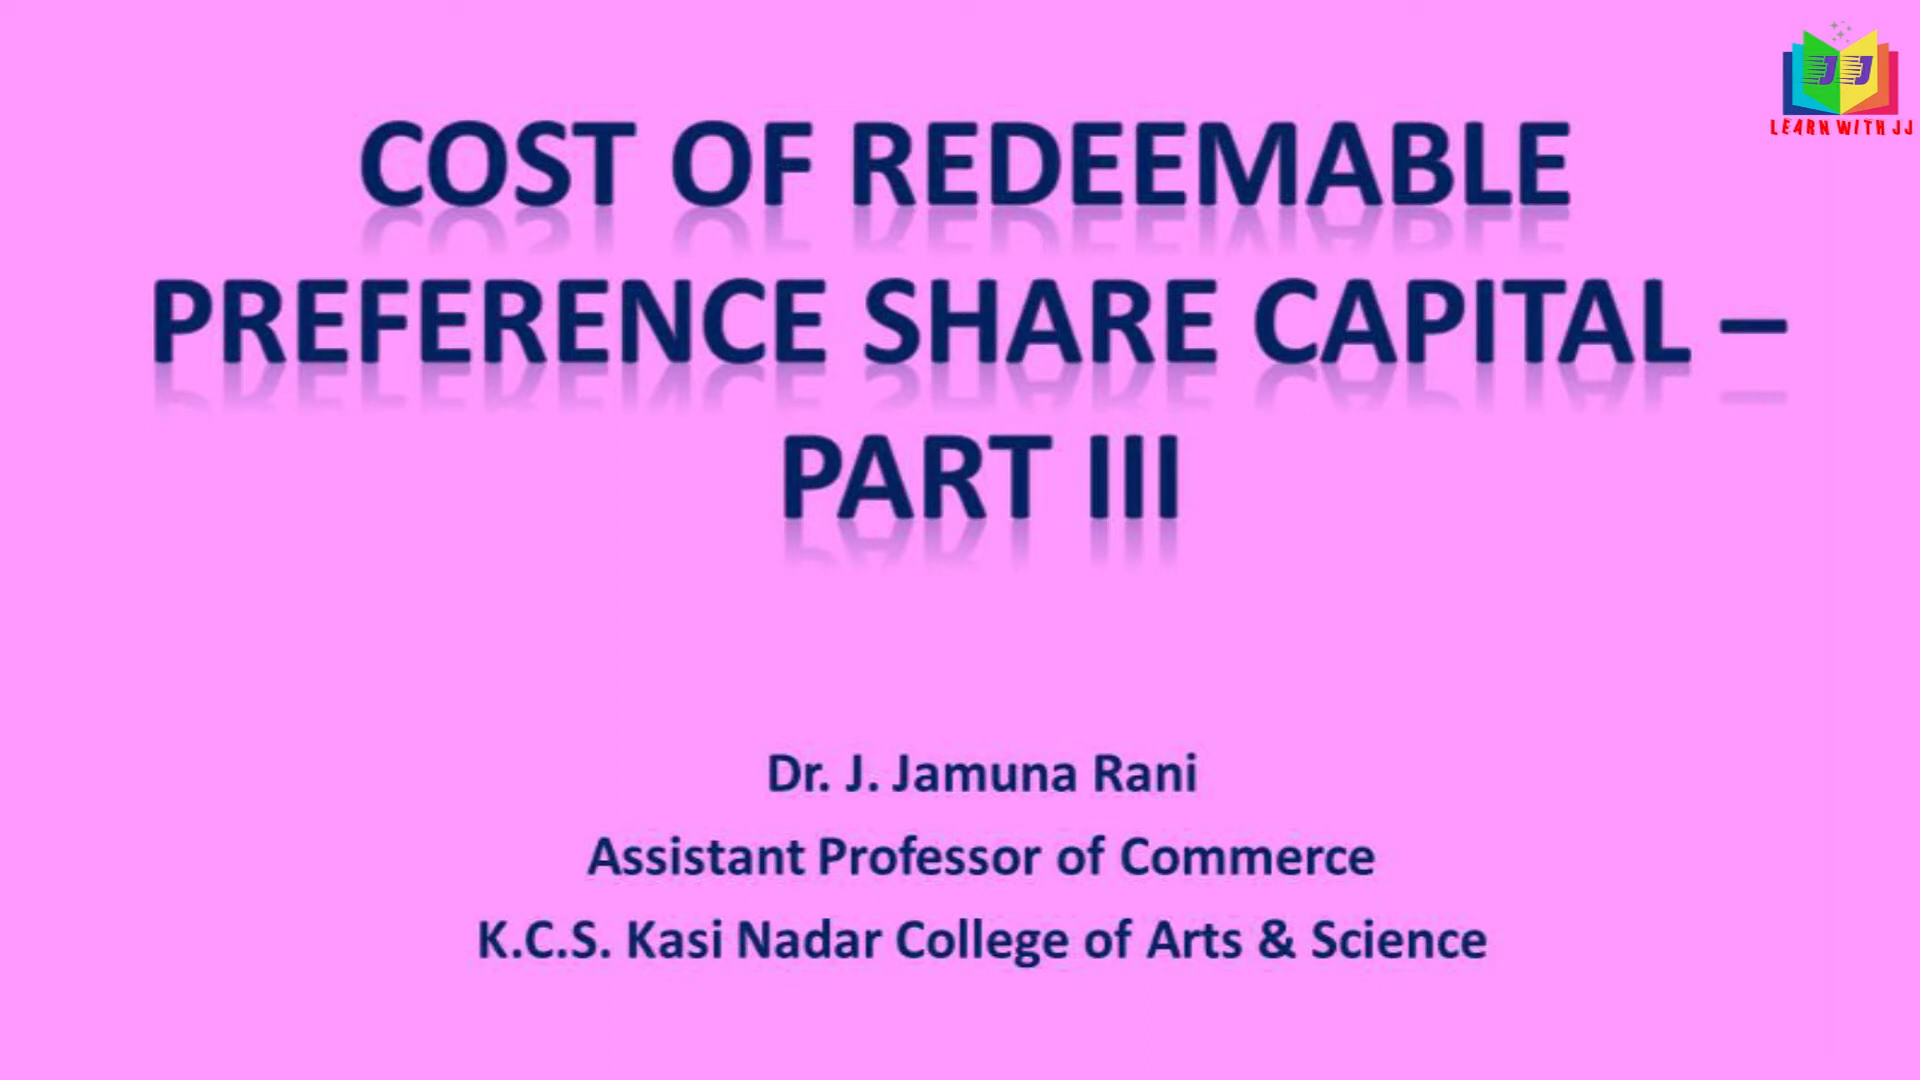 JJ
LEARN WITH JJ
COST OF REDEEMABLE
PREFERENCE SHARE CAPITAL –
PART III
Dr. J. Jamuna Rani
Assistant Professor of Commerce
K.C.S. Kasi Nadar College of Arts & Science